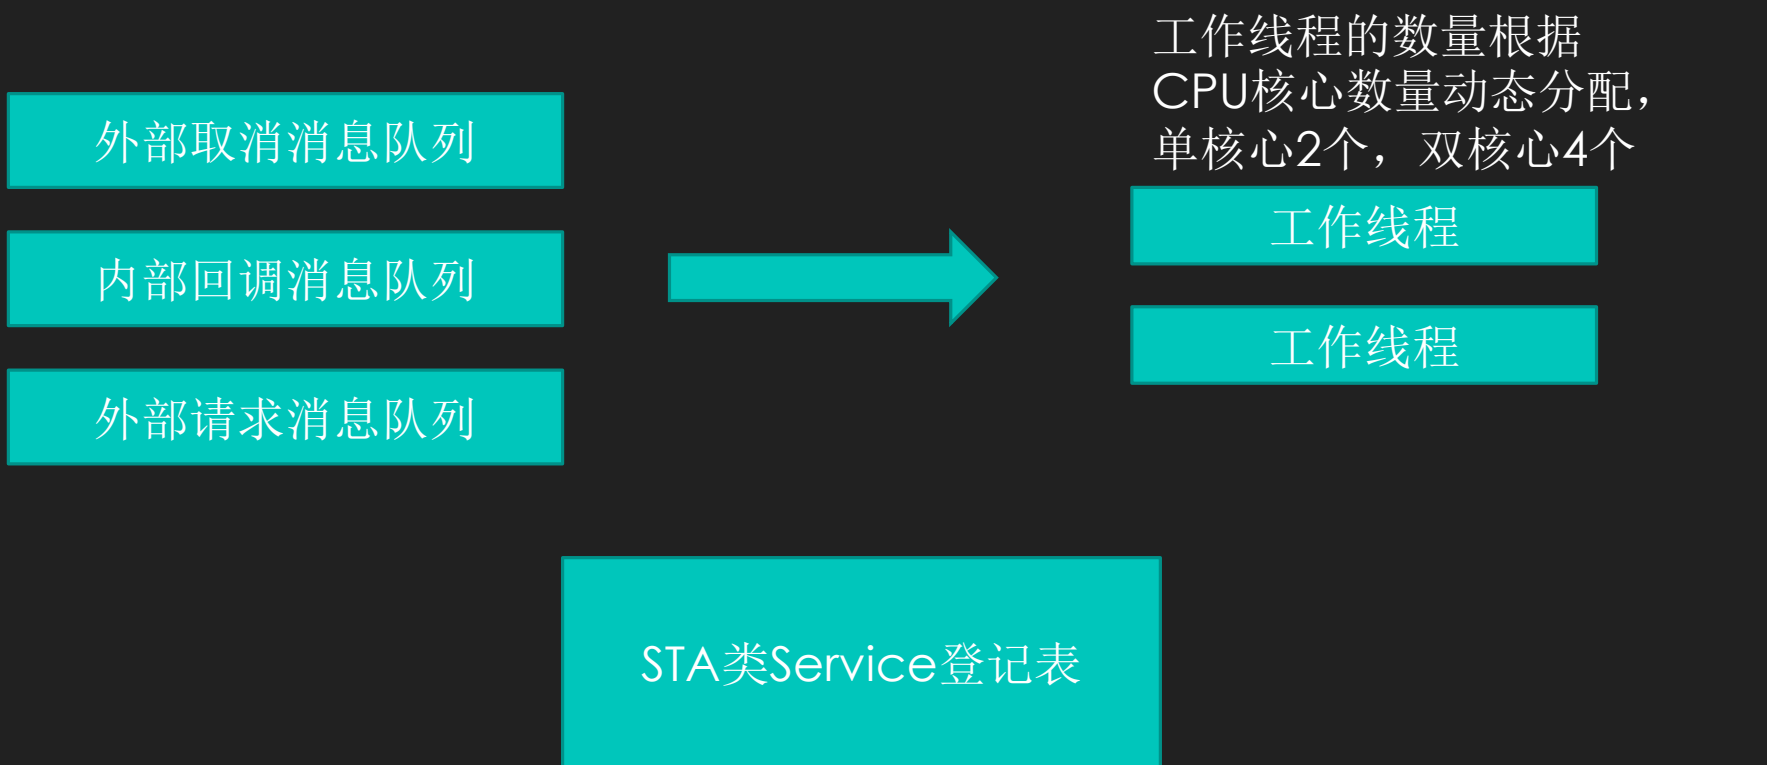 工作线程的数量根据
CPU核心数量动态分配，
单核心2个，双核心4个
外部取消消息队列
内部回调消息队列
外部请求消息队列
工作线程
工作线程
STA类Service登记表